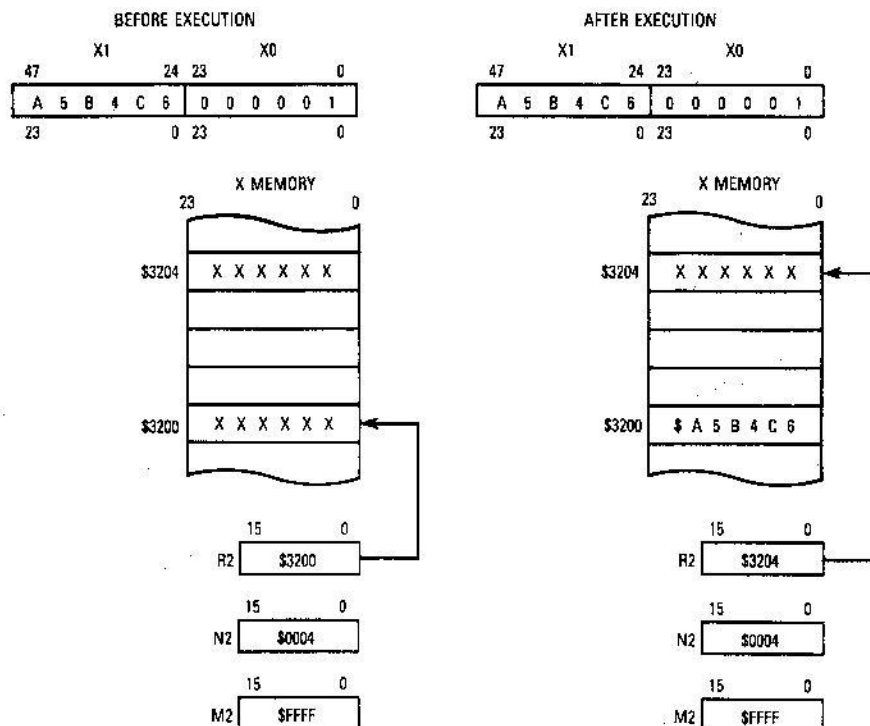 BEFORE EXECUTION
X1 X0
47 24 23 0
A 5 B 4 C 6 0 0 0 0 0 1
23 0 23 0
X MEMORY
23 0
$3204 X X X X X X
$3200 X X X X X X
15 0
R2 $3200
15 0
N2 $0004
15 0
M2 $FFFF
AFTER EXECUTION
X1 X0
47 24 23 0
A 5 B 4 C 6 0 0 0 0 0 1
23 0 23 0
X MEMORY
23 0
$3204 X X X X X X
$3200 $ A 5 B 4 C 6
15 0
R2 $3204
15 0
N2 $0004
15 0
M2 $FFFF